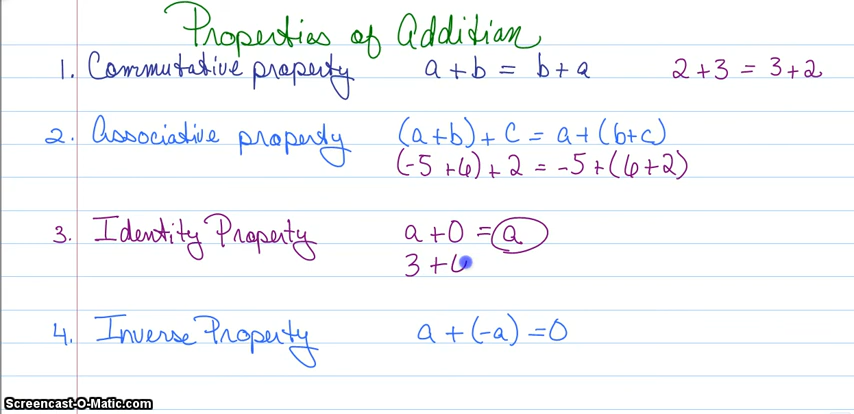 Properties of Addition
1. Commutative property a + b = b + a 2 + 3 = 3 + 2
2. Associative property (a + b) + c = a + (b + c)
(-5 + 6) + 2 = -5 + (6 + 2)
3. Identity Property a + 0 = a
3 +
4. Inverse Property a + (-a) = 0
Screencast-O-Matic.com